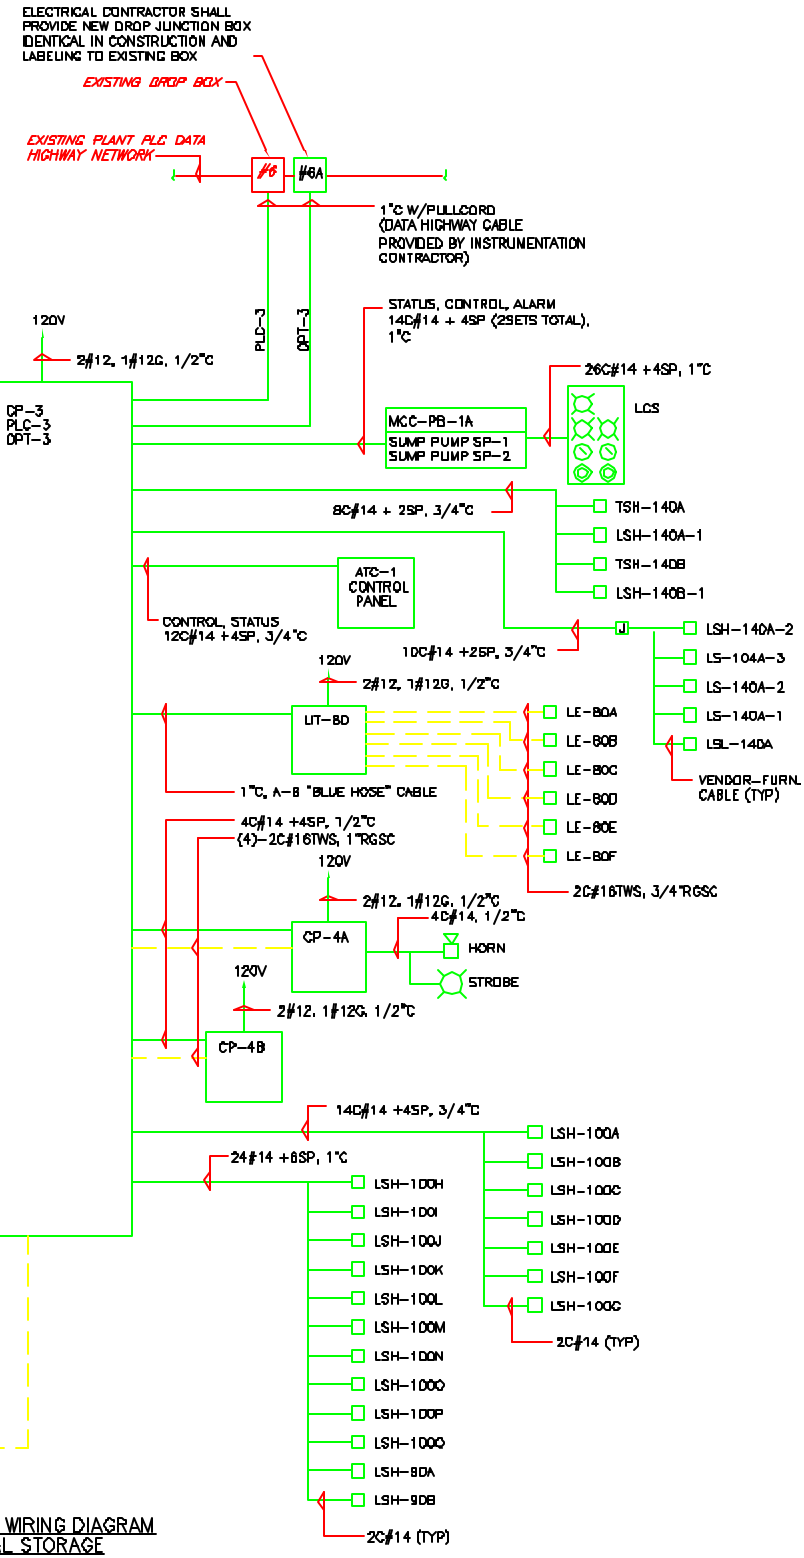 ELECTRICAL CONTRACTOR SHALL
PROVIDE NEW DROP JUNCTION BOX
IDENTICAL IN CONSTRUCTION AND
LABELING TO EXISTING BOX
EXISTING DROP BOX
EXISTING PLANT PLC DATA
HIGHWAY NETWORK
#6
#6A
1"C W/PULLCORD
(DATA HIGHWAY CABLE
PROVIDED BY INSTRUMENTATION
CONTRACTOR)
PLC-3
OPT-3
STATUS, CONTROL, ALARM
14C#14 + 4SP (2SETS TOTAL),
1"C
120V
2#12, 1#12G, 1/2"C
CP-3
PLC-3
OPT-3
26C#14 +4SP, 1"C
LCS
MCC-PB-1A
SUMP PUMP SP-1
SUMP PUMP SP-2
8C#14 + 2SP, 3/4"C
TSH-140A
LSH-140A-1
TSH-140B
LSH-140B-1
ATC-1
CONTROL
PANEL
CONTROL, STATUS
12C#14 +4SP, 3/4"C
10C#14 +2SP, 3/4"C
J
LSH-140A-2
LS-104A-3
LS-140A-2
LS-140A-1
LSL-140A
VENDOR-FURN.
CABLE (TYP)
120V
2#12, 1#12G, 1/2"C
LIT-80
LE-80A
LE-80B
LE-80C
LE-80D
LE-80E
LE-80F
1"C, A-B "BLUE HOSE" CABLE
4C#14 +4SP, 1/2"C
(4)-2C#16TWS, 1"RGSC
2C#16TWS, 3/4"RGSC
120V
2#12, 1#12G, 1/2"C
4C#14, 1/2"C
CP-4A
HORN
STROBE
120V
2#12, 1#12G, 1/2"C
CP-4B
14C#14 +4SP, 3/4"C
24#14 +6SP, 1"C
LSH-100A
LSH-100B
LSH-100C
LSH-100D
LSH-100E
LSH-100F
LSH-100G
2C#14 (TYP)
LSH-100H
LSH-100I
LSH-100J
LSH-100K
LSH-100L
LSH-100M
LSH-100N
LSH-100O
LSH-100P
LSH-100Q
LSH-90B
2C#14 (TYP)
WIRING DIAGRAM
STORAGE